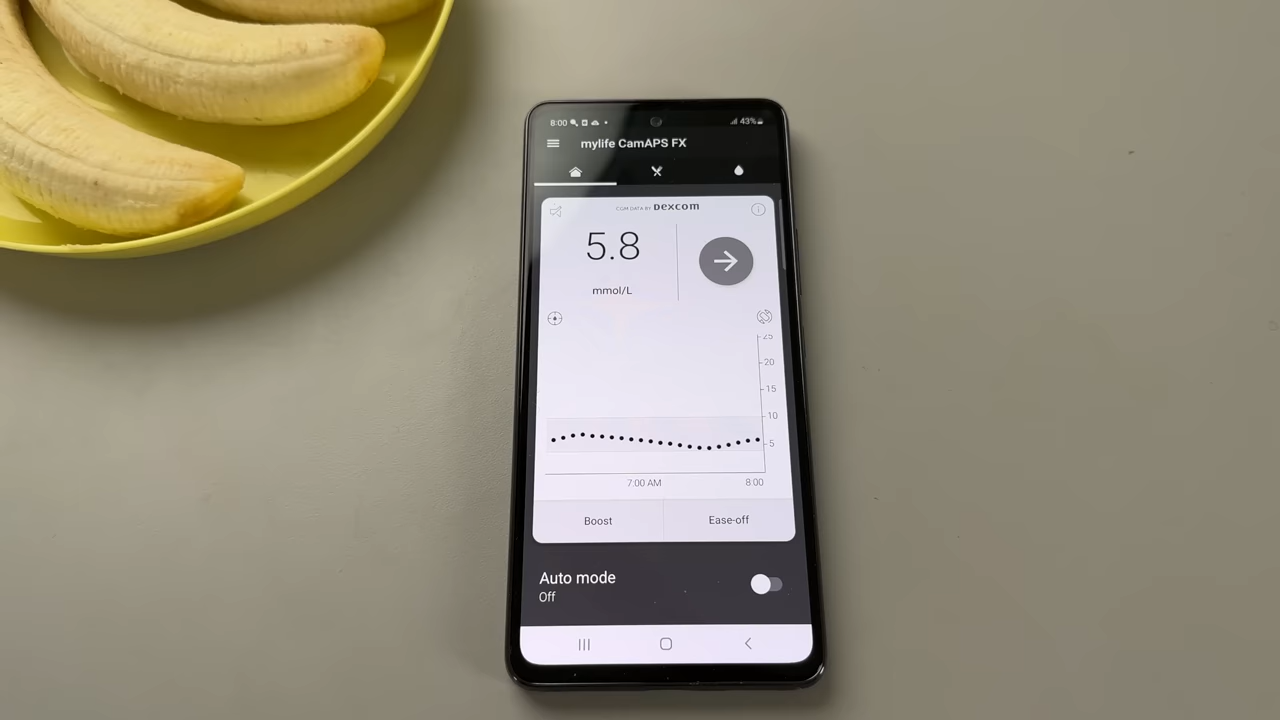 8:00 43%
mylife CamAPS FX
CGM DATA BY Dexcom
5.8
mmol/L
25
20
15
10
5
7:00 AM 8:00
Boost Ease-off
Auto mode
Off